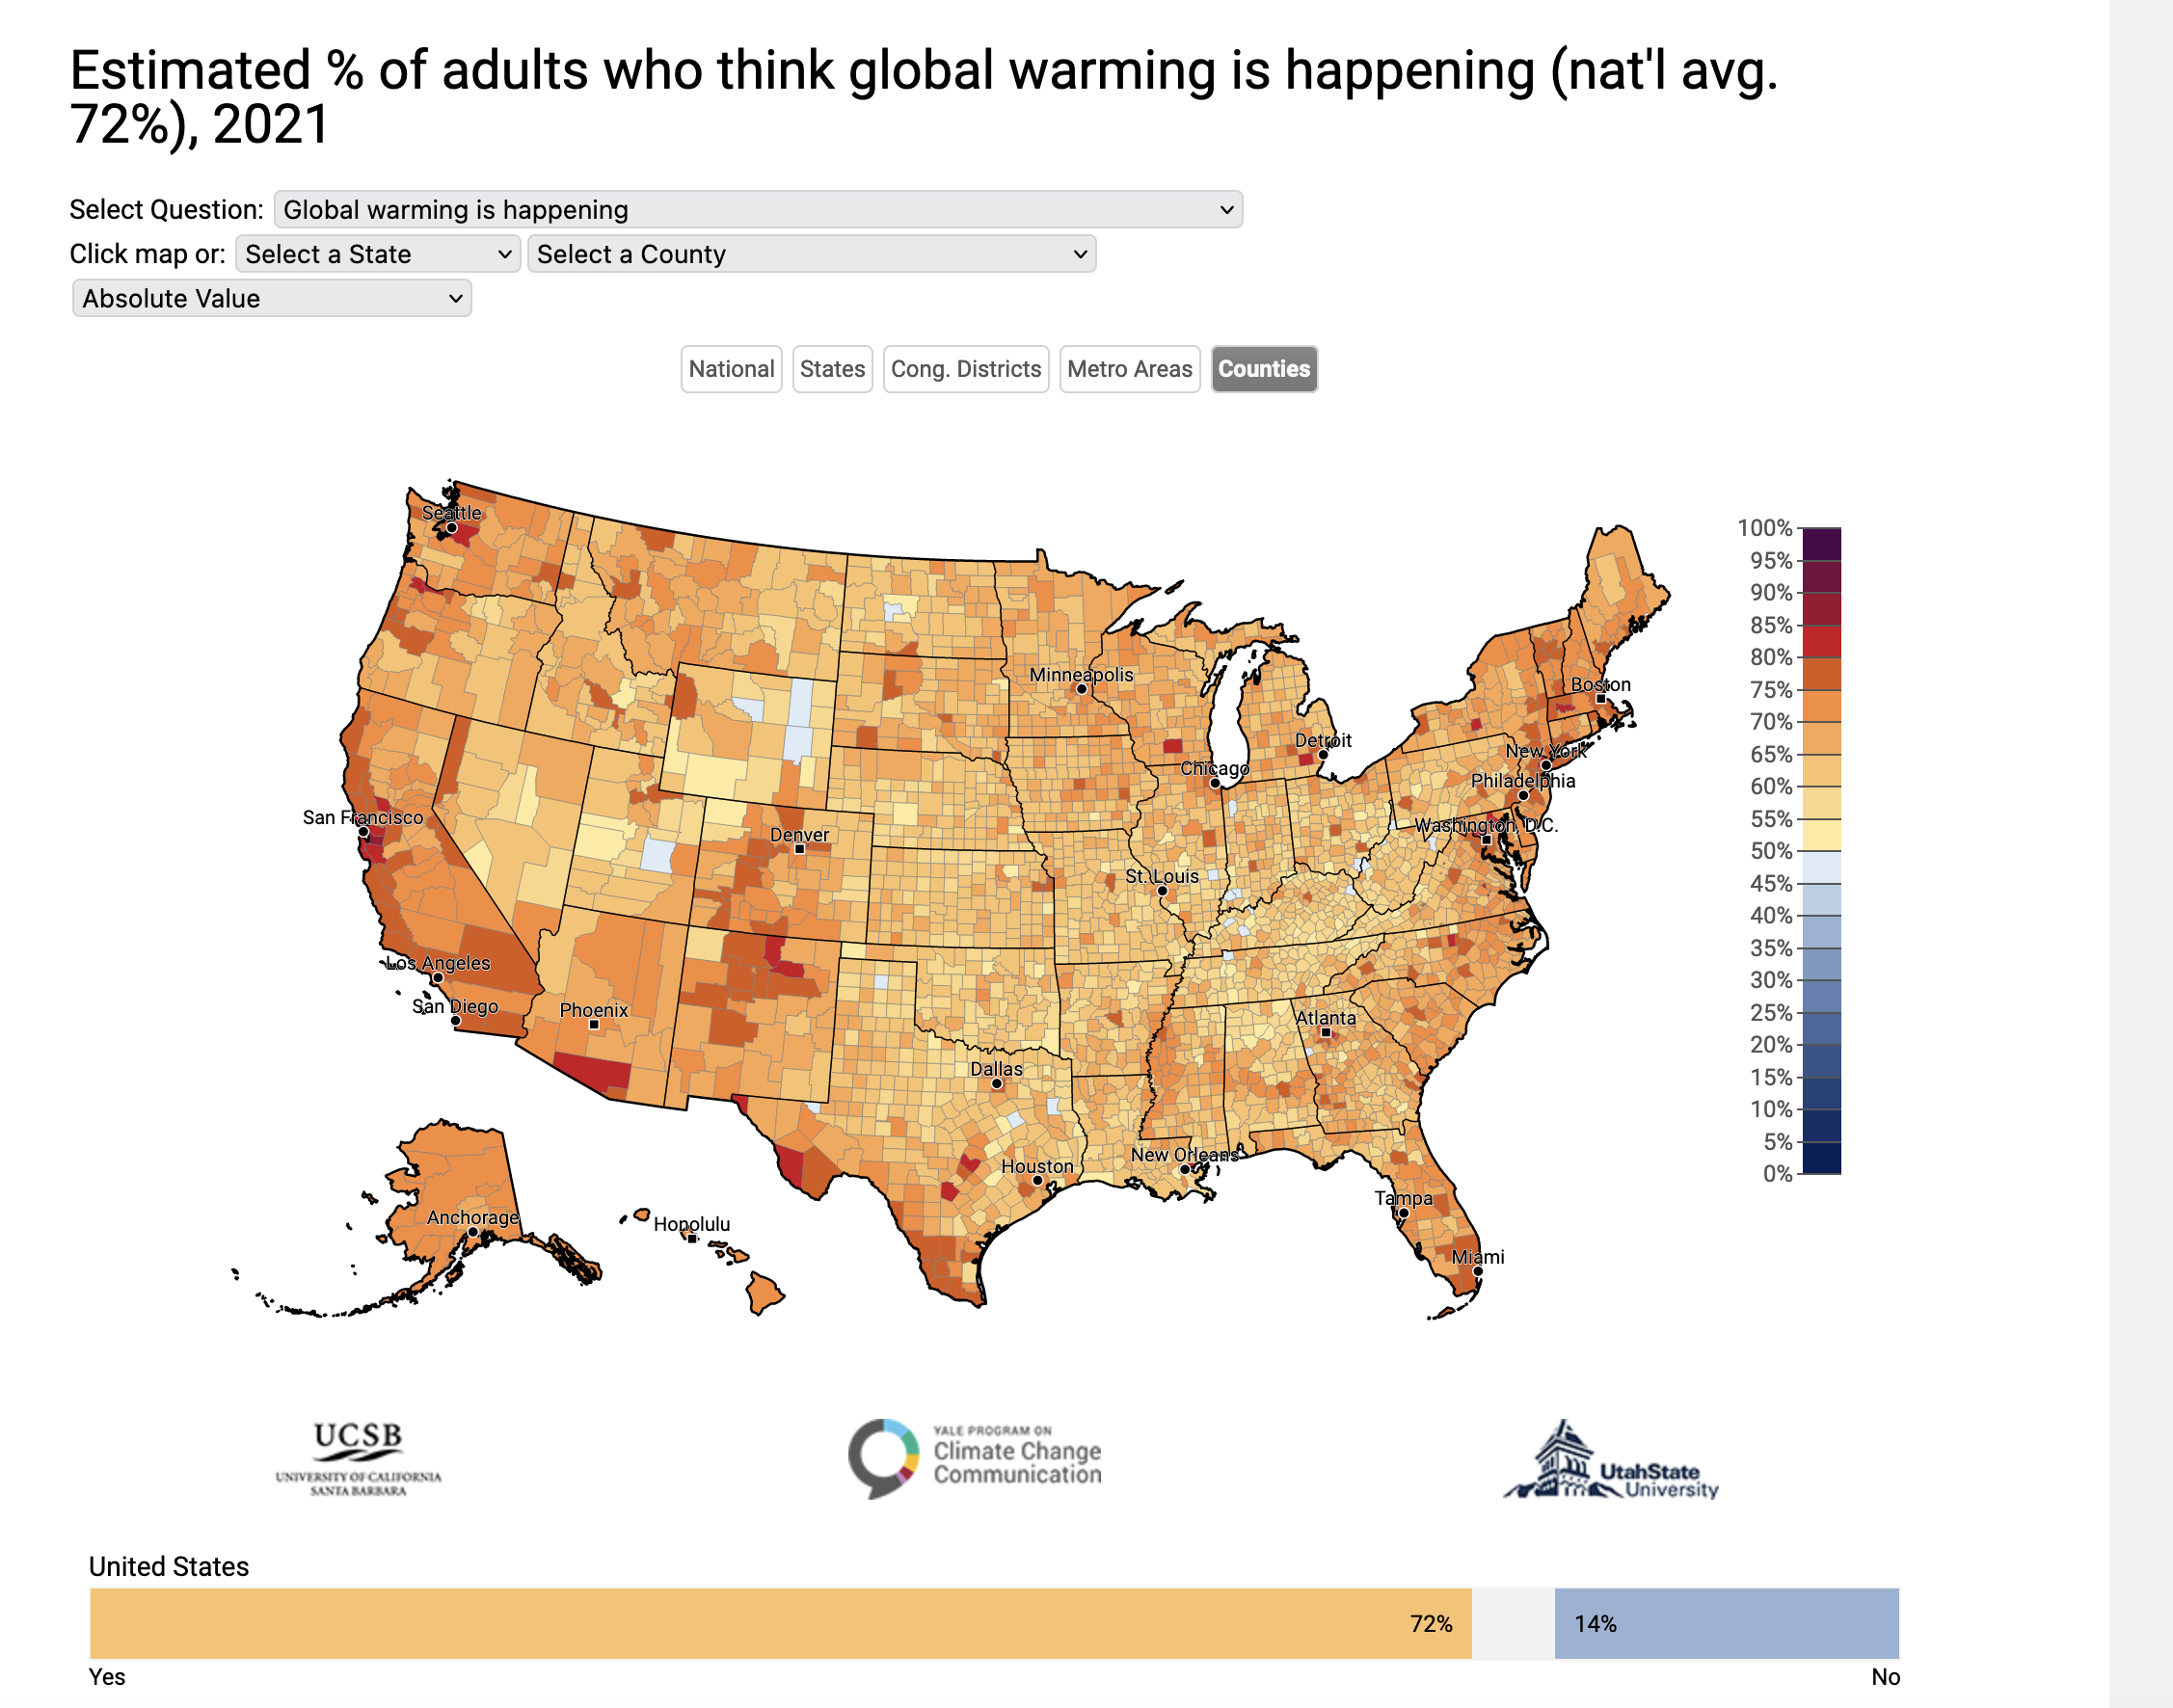 Estimated % of adults who think global warming is happening (nat'l avg.
72%), 2021
Select Question: Global warming is happening
Click map or: Select a State Select a County
Absolute Value
National States Cong. Districts Metro Areas Counties
Seattle
Minneapolis
Boston
Detroit
New York
Chicago
Philadelphia
San Francisco
Denver
Washington, D.C.
St. Louis
Los Angeles
San Diego
Phoenix
Atlanta
Dallas
New Orleans
Houston
Tampa
Anchorage
Honolulu
Miami
100%
95%
90%
85%
80%
75%
70%
65%
60%
55%
50%
45%
40%
35%
30%
25%
20%
15%
10%
5%
0%
UCSB
UNIVERSITY OF CALIFORNIA
SANTA BARBARA
YALE PROGRAM ON
Climate Change
Communication
UtahState
University
United States
72% 14%
Yes No